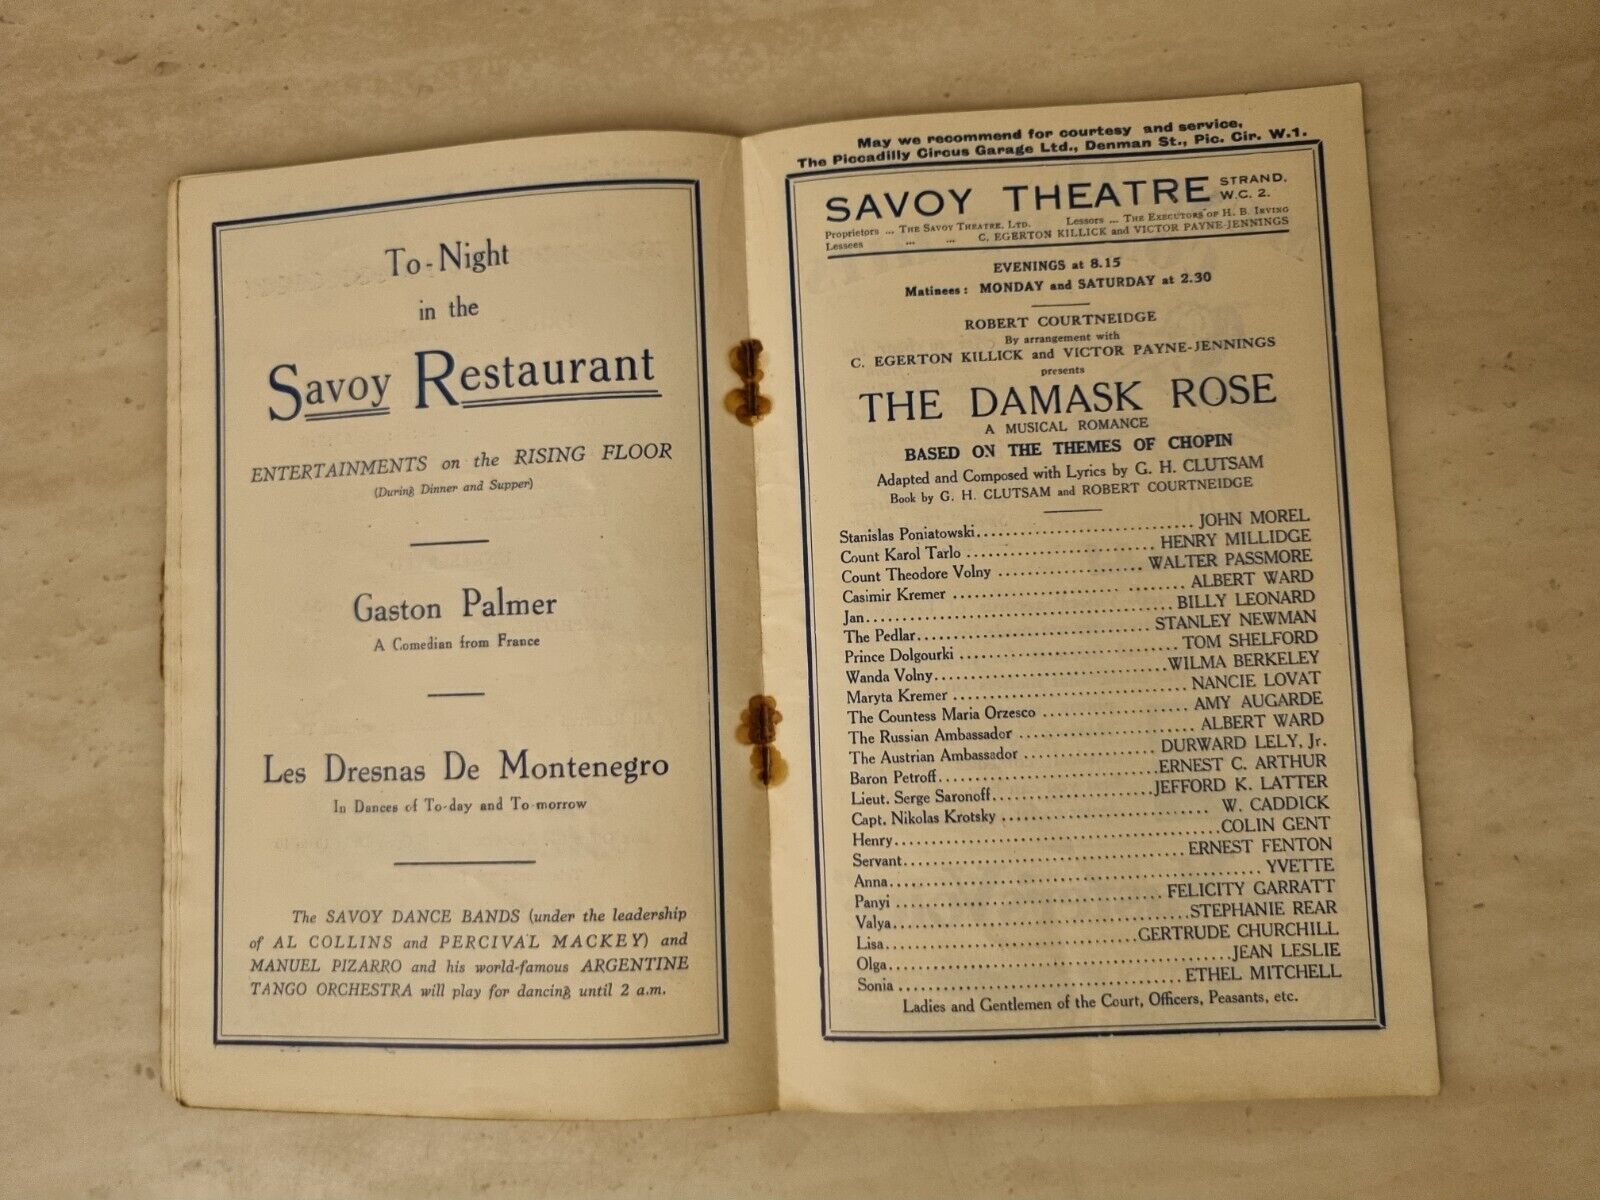 To-Night
in the
Savoy Restaurant
ENTERTAINMENTS on the RISING FLOOR
(During Dinner and Supper)
Gaston Palmer
A Comedian from France
Les Dresnas De Montenegro
In Dances of To-day and To-morrow
The SAVOY DANCE BANDS (under the leadership
of AL COLLINS and PERCIVAL MACKEY) and
MANUEL PIZARRO and his world-famous ARGENTINE
TANGO ORCHESTRA will play for dancing until 2 a.m.
May we recommend for courtesy and service,
The Piccadilly Circus Garage Ltd., Denman St., Pic. Cir. W.1.
SAVOY THEATRE STRAND, W.C. 2.
Proprietors ... THE SAVOY THEATRE, LTD. Lessors ... THE EXECUTORS OF H. B. IRVING
Lessees ... ... C. EGERTON KILLICK and VICTOR PAYNE-JENNINGS
EVENINGS at 8.15
Matinees: MONDAY and SATURDAY at 2.30
ROBERT COURTNEIDGE
By arrangement with
C. EGERTON KILLICK and VICTOR PAYNE-JENNINGS
presents
THE DAMASK ROSE
A MUSICAL ROMANCE
BASED ON THE THEMES OF CHOPIN
Adapted and Composed with Lyrics by G. H. CLUTSAM
Book by G. H. CLUTSAM and ROBERT COURTNEIDGE
Stanislas Poniatowski ... JOHN MOREL
Count Karol Tarlo ... HENRY MILLIDGE
Count Theodore Volny ... WALTER PASSMORE
Casimir Kremer ... ALBERT WARD
Jan ... BILLY LEONARD
The Pedlar ... STANLEY NEWMAN
Prince Dolgourki ... TOM SHELFORD
Wanda Volny ... WILMA BERKELEY
Maryta Kremer ... NANCIE LOVAT
The Countess Maria Orzesco ... AMY AUGARDE
The Russian Ambassador ... ALBERT WARD
The Austrian Ambassador ... DURWARD LELY, Jr.
Baron Petroff ... ERNEST C. ARTHUR
Lieut. Serge Saronoff ... JEFFORD K. LATTER
Capt. Nikolas Krotsky ... W. CADDICK
Henry ... COLIN GENT
Servant ... ERNEST FENTON
Anna ... YVETTE
Panyi ... FELICITY GARRATT
Valya ... STEPHANIE REAR
Lisa ... GERTRUDE CHURCHILL
Olga ... JEAN LESLIE
Sonia ... ETHEL MITCHELL
Ladies and Gentlemen of the Court, Officers, Peasants, etc.